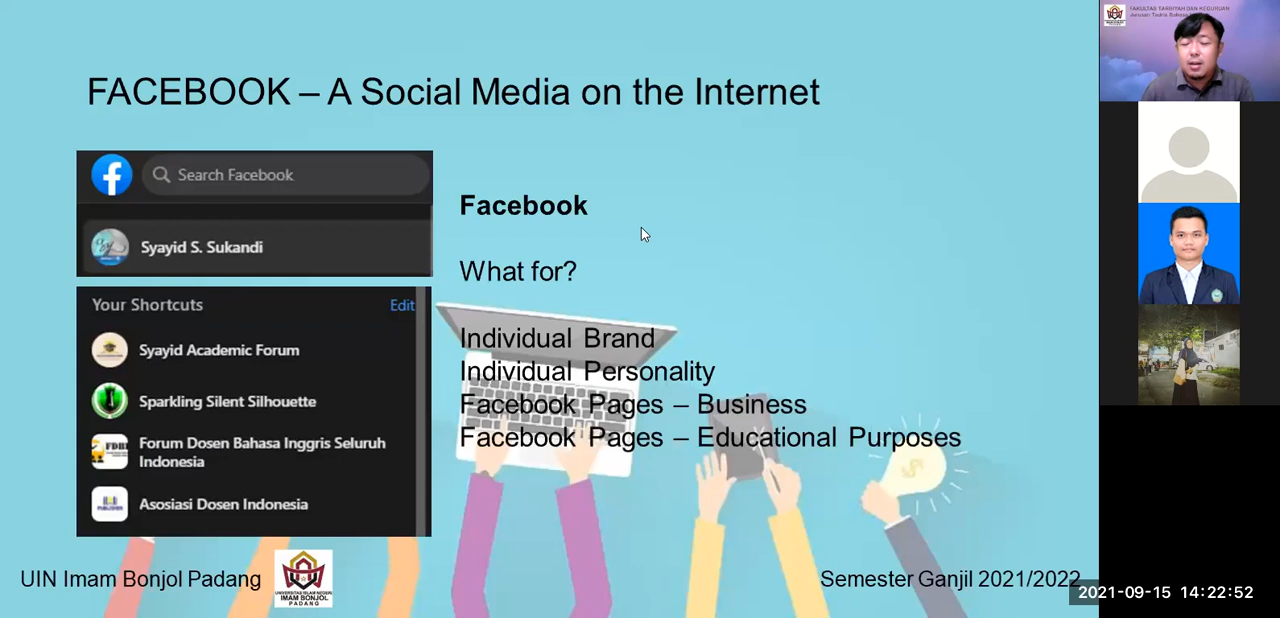 FACEBOOK – A Social Media on the Internet
Search Facebook
Syayid S. Sukandi
Your Shortcuts
Edit
Syayid Academic Forum
Sparkling Silent Silhouette
Forum Dosen Bahasa Inggris Seluruh
Indonesia
Asosiasi Dosen Indonesia
Facebook
What for?
Individual Brand
Individual Personality
Facebook Pages – Business
Facebook Pages – Educational Purposes
UIN Imam Bonjol Padang
UNIVERSITAS ISLAM NEGERI
IMAM BONJOL
PADANG
Semester Ganjil 2021/2022
FAKULTAS TARBIYAH DAN KEGURUAN
2021-09-15 14:22:52